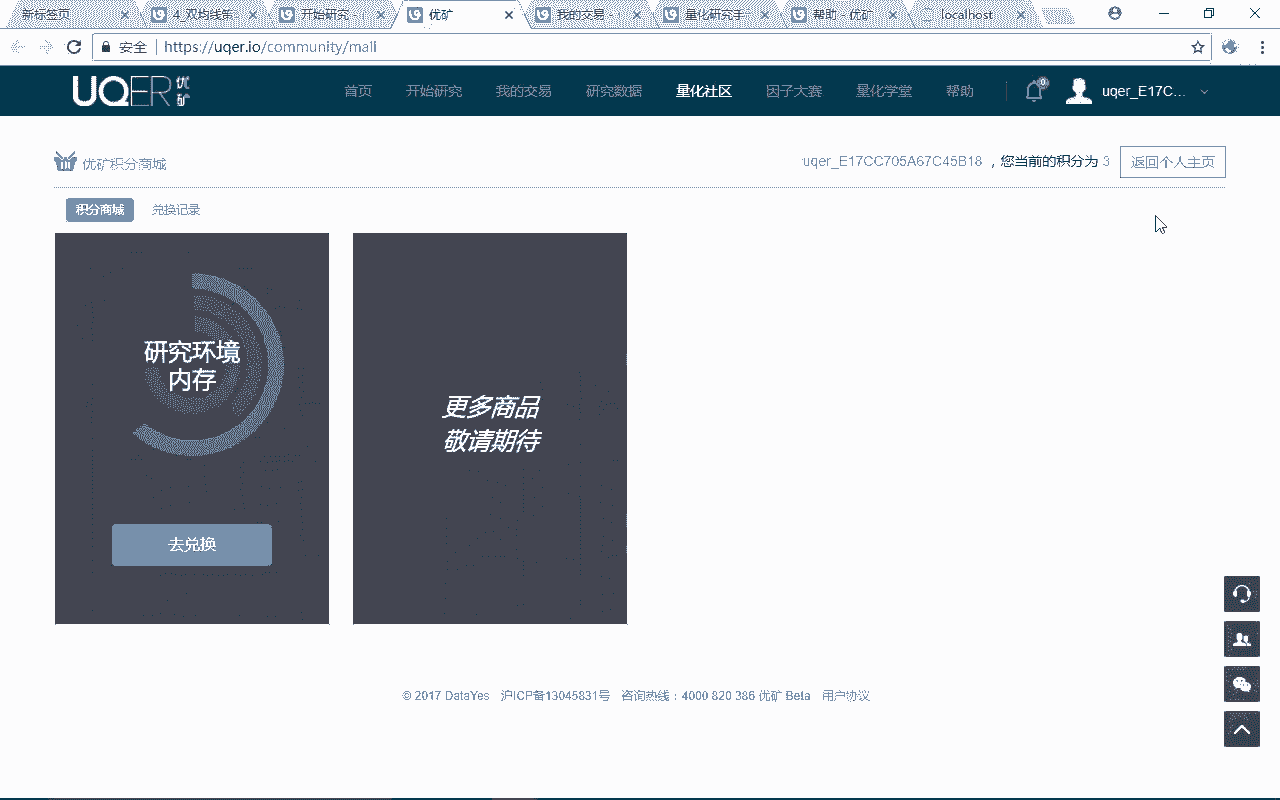 新标签页
4_双均线策
开始研究 -
优矿
我的交易 -
量化研究手
帮助
localhost
安全 https://uqer.io/community/mall
UQER优矿
首页 开始研究 我的交易 研究数据 量化社区 因子大赛 量化学堂 帮助
0
uqer_E17C...
优矿积分商城
uqer_E17CC705A67C45B18 ，您当前的积分为 3
返回个人主页
积分商城 兑换记录
研究环境
内存
去兑换
更多商品
敬请期待
© 2017 DataYes 沪ICP备13045831号 咨询热线：4000 820 386 优矿 Beta 用户协议